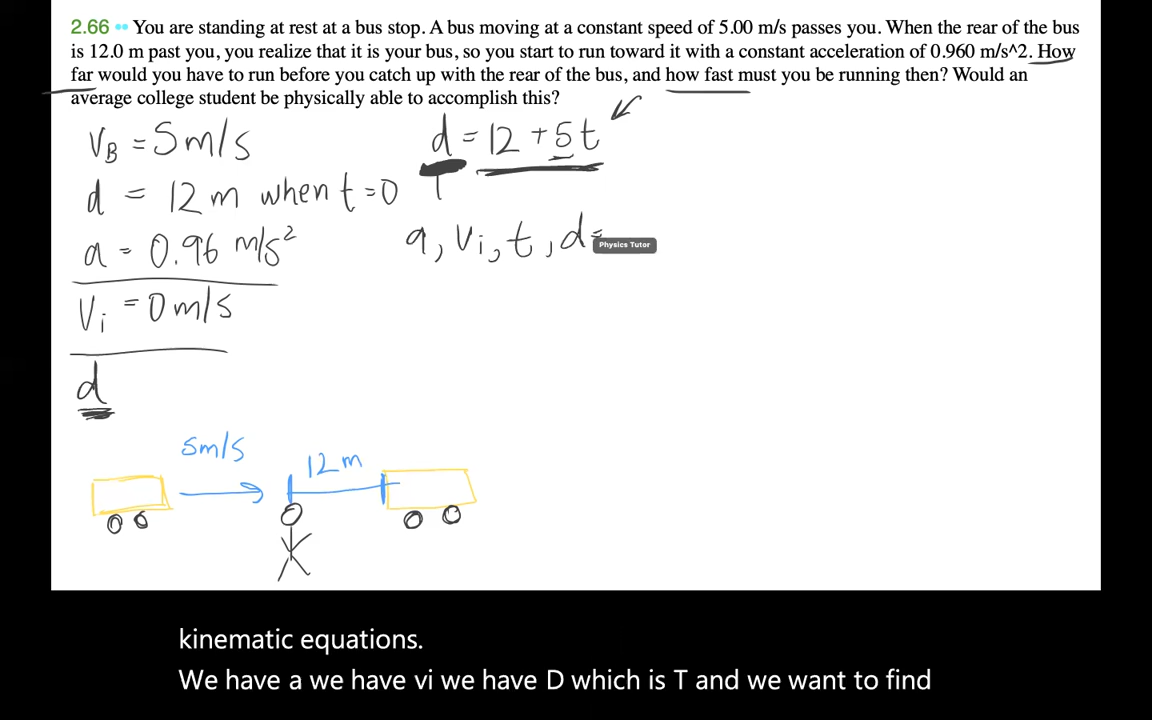 2.66 •• You are standing at rest at a bus stop. A bus moving at a constant speed of 5.00 m/s passes you. When the rear of the bus
is 12.0 m past you, you realize that it is your bus, so you start to run toward it with a constant acceleration of 0.960 m/s^2. How
far would you have to run before you catch up with the rear of the bus, and how fast must you be running then? Would an
average college student be physically able to accomplish this?
VB = 5m/s
d = 12 + 5t
d = 12 m when t = 0
a = 0.96 m/s²
a, Vi, t, d =
Physics Tutor
Vi = 0 m/s
d
5m/s
12 m
kinematic equations.
We have a we have vi we have D which is T and we want to find